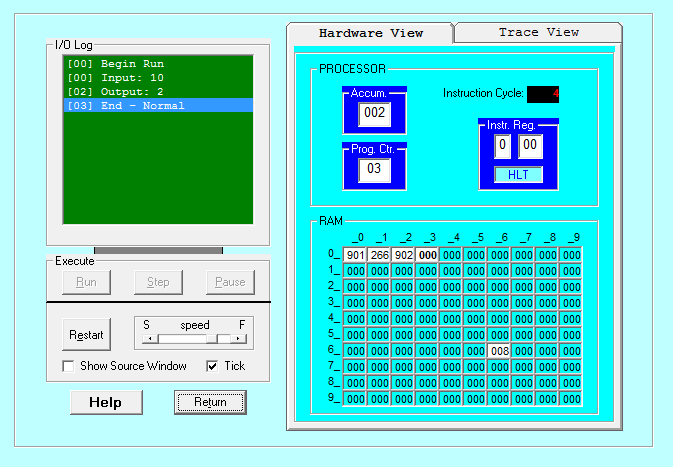 Hardware View Trace View
I/O Log
[00] Begin Run
[00] Input: 10
[02] Output: 2
[03] End - Normal
PROCESSOR
Accum.
002
Instruction Cycle: 4
Prog. Ctr.
03
Instr. Reg.
0 00
HLT
Execute
Run Step Pause
Restart
S speed F
Show Source Window Tick
Help Return
RAM
_0 _1 _2 _3 _4 _5 _6 _7 _8 _9
0_ 901 266 902 000 000 000 000 000 000 000
1_ 000 000 000 000 000 000 000 000 000 000
2_ 000 000 000 000 000 000 000 000 000 000
3_ 000 000 000 000 000 000 000 000 000 000
4_ 000 000 000 000 000 000 000 000 000 000
5_ 000 000 000 000 000 000 000 000 000 000
6_ 000 000 000 000 000 000 008 000 000 000
7_ 000 000 000 000 000 000 000 000 000 000
8_ 000 000 000 000 000 000 000 000 000 000
9_ 000 000 000 000 000 000 000 000 000 000